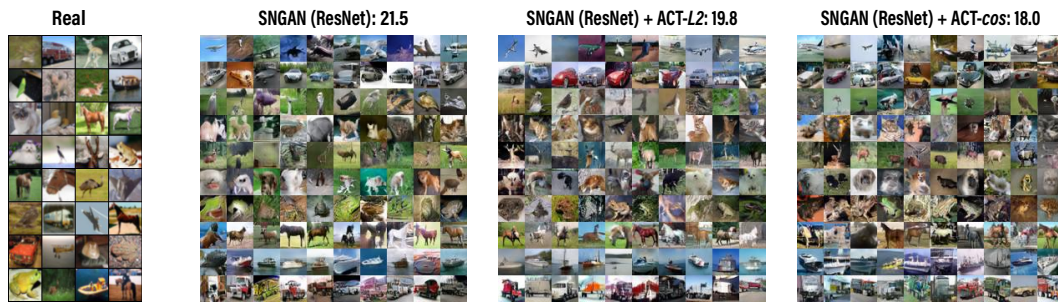 Real
SNGAN (ResNet): 21.5
SNGAN (ResNet) + ACT-L2: 19.8
SNGAN (ResNet) + ACT-cos: 18.0